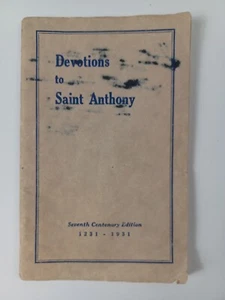 Devotions
to
Saint Anthony
Seventh Centenary Edition
1231 - 1931